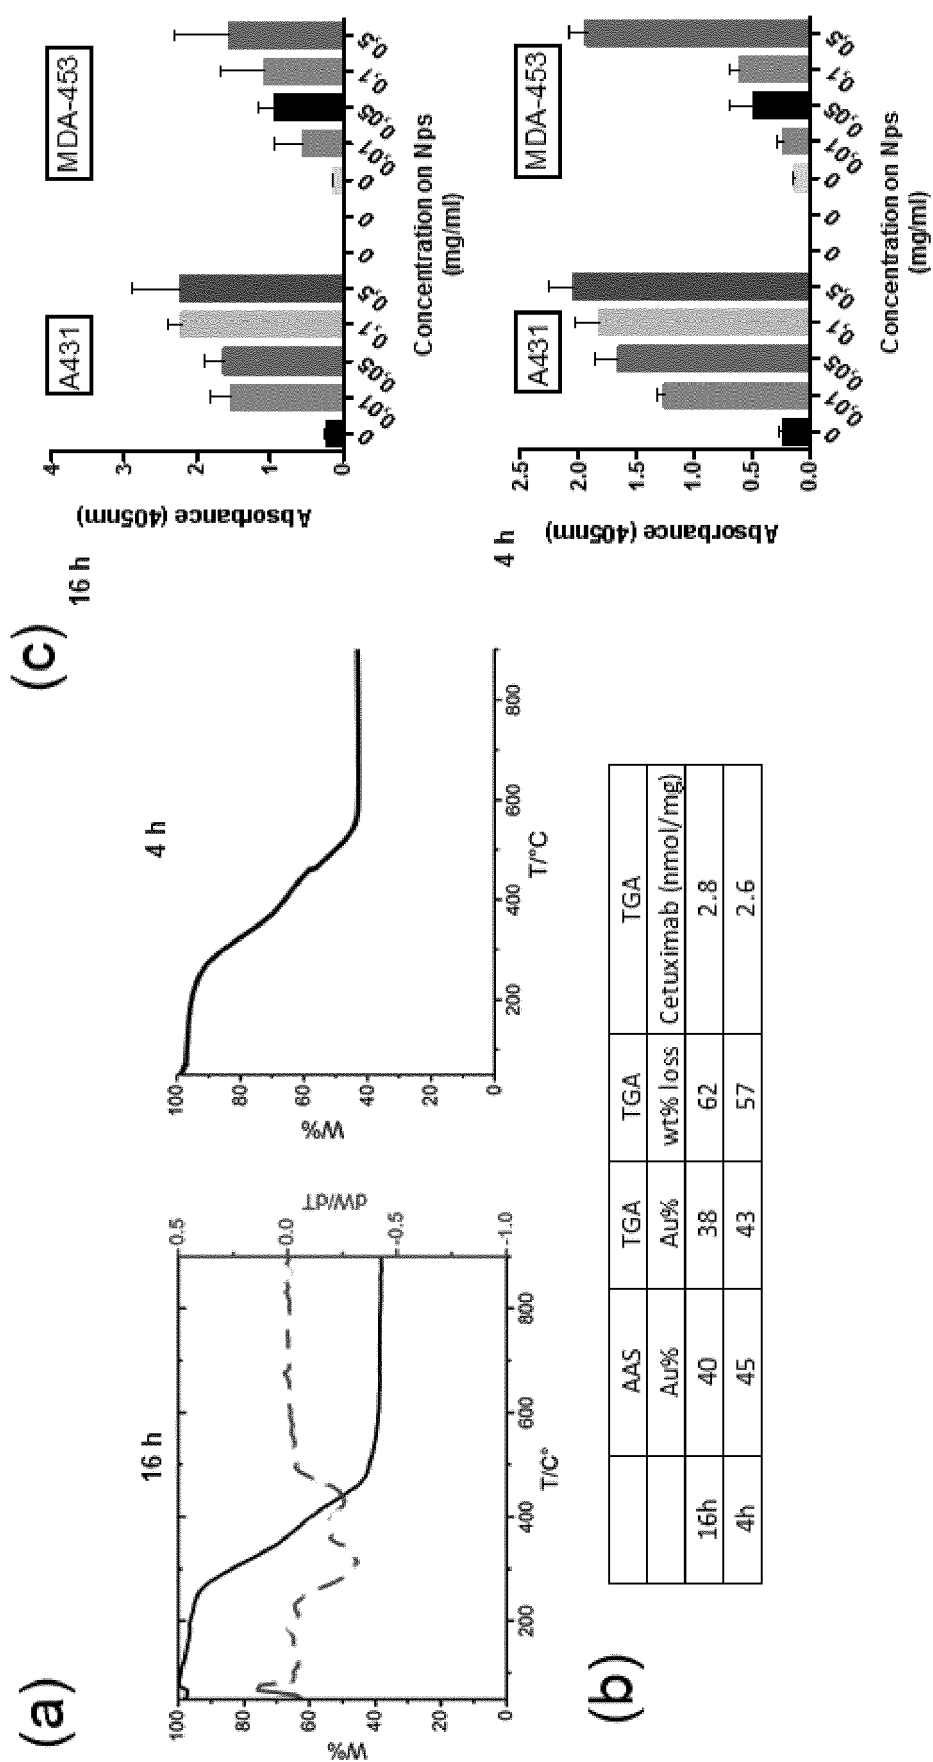 (a)
16 h
100
80
60
40
20
0
W%
0.5
0.0
-0.5
-1.0
dW/dT
200
400
600
800
T/C°
4 h
100
80
60
40
20
0
W%
200
400
600
800
T/°C
(b)
AAS TGA TGA TGA
Au% Au% wt% loss Cetuximab (nmol/mg)
16h 40 38 62 2.8
4h 45 43 57 2.6
(c)
16 h
A431
MDA-453
4
3
2
1
0
Absorbance (405nm)
0 0,01 0,05 0,1 0,5 0 0 0 0,01 0,05 0,1 0,5
Concentration on Nps
(mg/ml)
4 h
A431
MDA-453
2.5
2.0
1.5
1.0
0.5
0.0
Absorbance (405nm)
0 0,01 0,05 0,1 0,5 0 0 0 0,01 0,05 0,1 0,5
Concentration on Nps
(mg/ml)